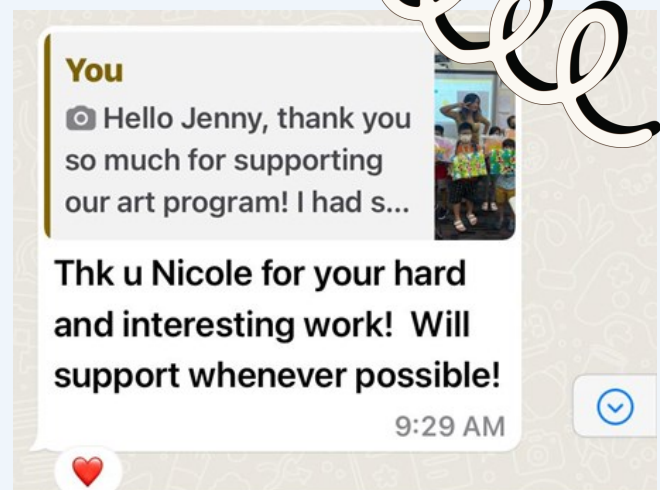 You
Hello Jenny, thank you
so much for supporting
our art program! I had s...
Thk u Nicole for your hard
and interesting work!  Will
support whenever possible!
9:29 AM